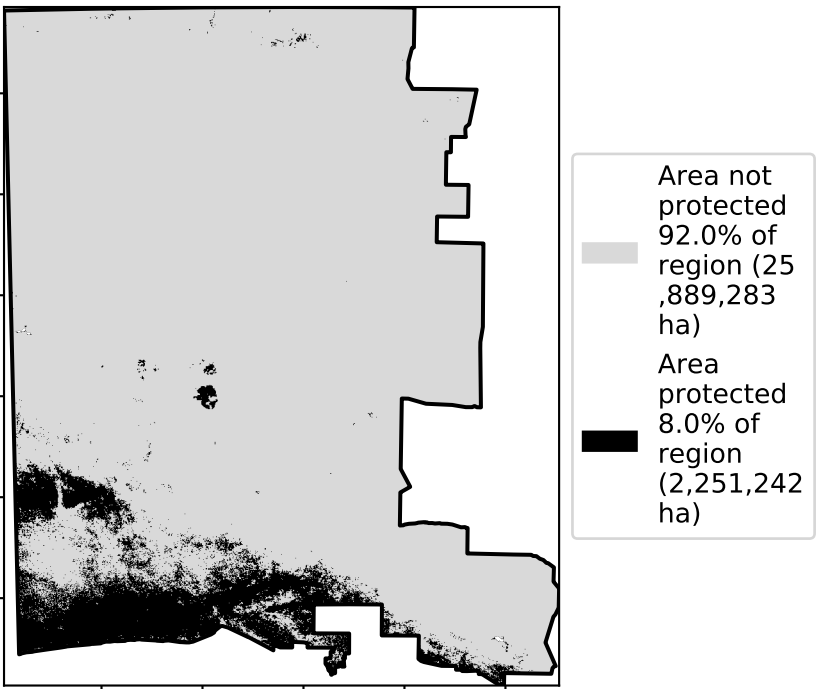 Area not
protected
92.0% of
region (25
,889,283
ha)
Area
protected
8.0% of
region
(2,251,242
ha)